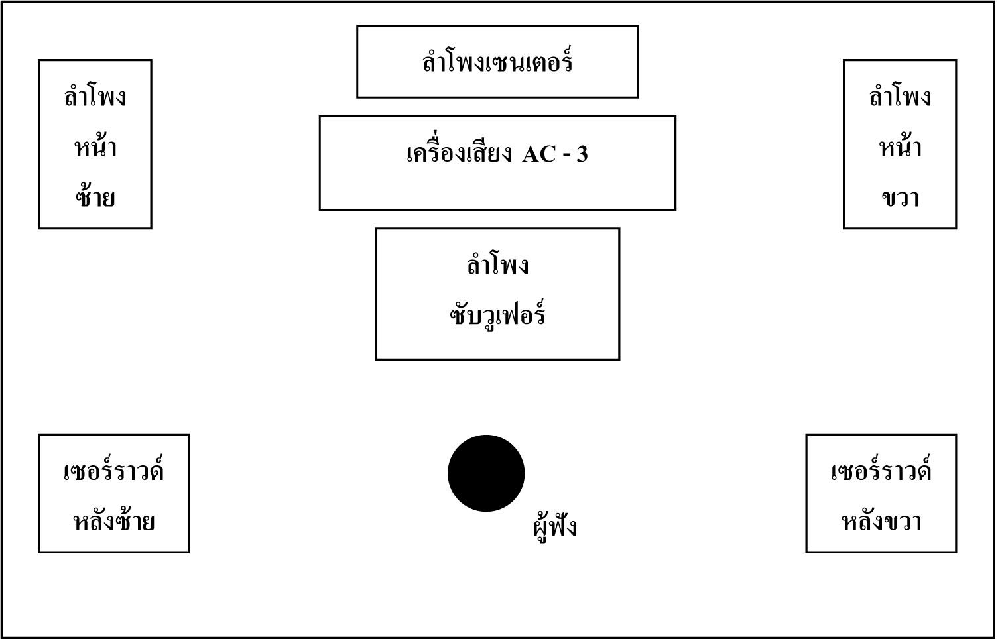 ลำโพงเซนเตอร์
ลำโพง
หน้า
ซ้าย
เครื่องเสียง AC - 3
ลำโพง
หน้า
ขวา
ลำโพง
ซับวูเฟอร์
เซอร์ราวด์
หลังซ้าย
ผู้ฟัง
เซอร์ราวด์
หลังขวา